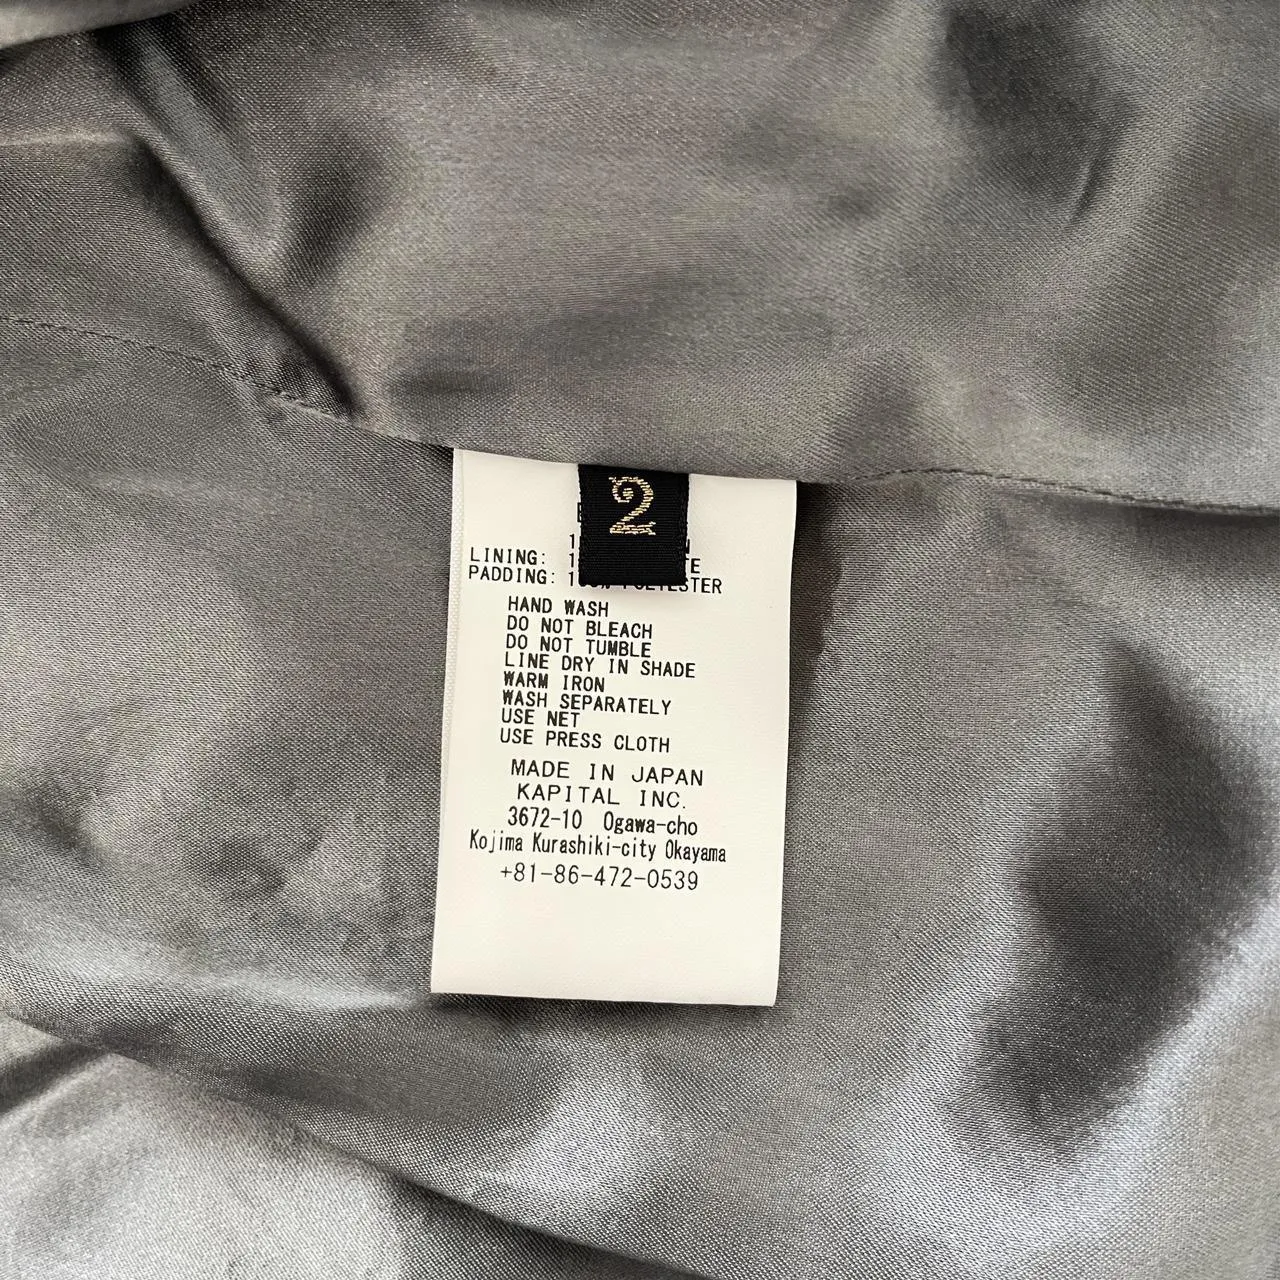 2
LINING:
PADDING: POLYESTER
HAND WASH
DO NOT BLEACH
DO NOT TUMBLE
LINE DRY IN SHADE
WARM IRON
WASH SEPARATELY
USE NET
USE PRESS CLOTH
MADE IN JAPAN
KAPITAL INC.
3672-10 Ogawa-cho
Kojima Kurashiki-city Okayama
+81-86-472-0539